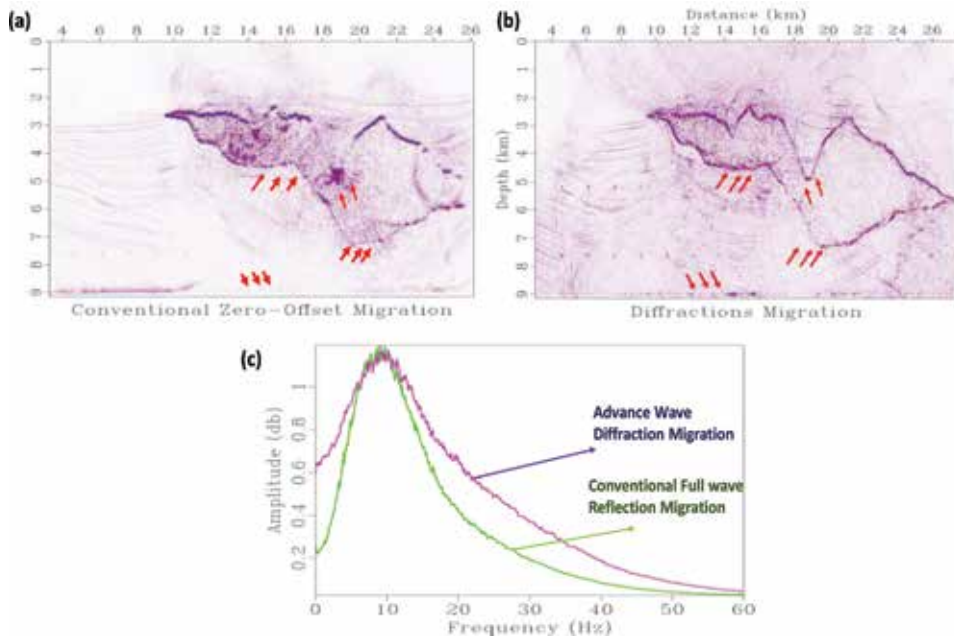 (a)
4 6 8 10 12 14 16 18 20 22 24 26
0 1 2 3 4 5 6 7 8 9
Conventional Zero-Offset Migration
(b)
Distance (km)
4 6 8 10 12 14 16 18 20 22 24 26
Depth (km)
0 1 2 3 4 5 6 7 8 9
Diffractions Migration
(c)
Amplitude (db)
1
0.8
0.6
0.4
0.2
Advance Wave
Diffraction Migration
Conventional Full wave
Reflection Migration
0 10 20 30 40 50 60
Frequency (Hz)